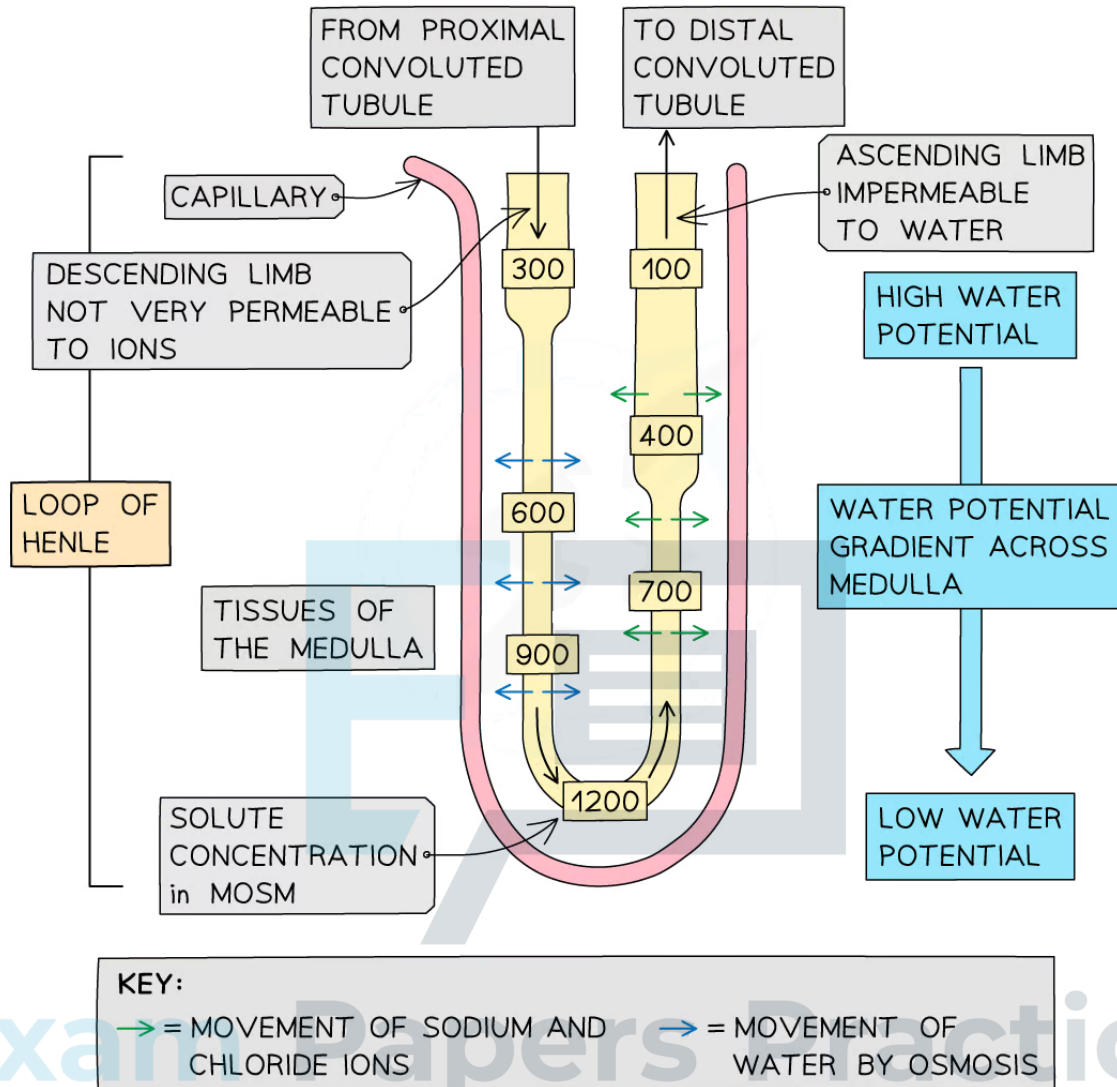 FROM PROXIMAL
CONVOLUTED
TUBULE
TO DISTAL
CONVOLUTED
TUBULE
CAPILLARY
ASCENDING LIMB
IMPERMEABLE
TO WATER
DESCENDING LIMB
NOT VERY PERMEABLE
TO IONS
300
100
HIGH WATER
POTENTIAL
400
LOOP OF
HENLE
600
WATER POTENTIAL
GRADIENT ACROSS
MEDULLA
700
TISSUES OF
THE MEDULLA
900
1200
SOLUTE
CONCENTRATION
in MOSM
LOW WATER
POTENTIAL
KEY:
= MOVEMENT OF SODIUM AND
CHLORIDE IONS
= MOVEMENT OF
WATER BY OSMOSIS
xam Papers Practic